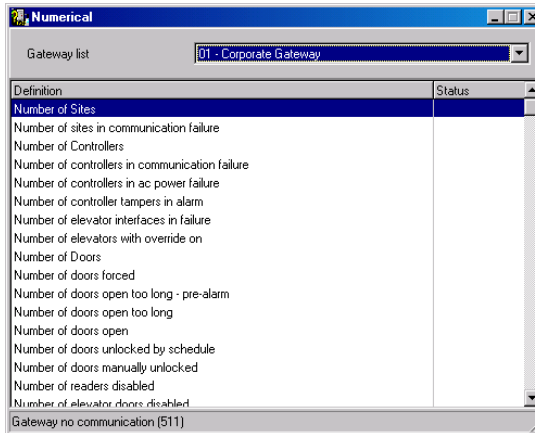 Numerical
Gateway list
01 - Corporate Gateway
Definition Status
Number of Sites
Number of sites in communication failure
Number of Controllers
Number of controllers in communication failure
Number of controllers in ac power failure
Number of controller tampers in alarm
Number of elevator interfaces in failure
Number of elevators with override on
Number of Doors
Number of doors forced
Number of doors open too long - pre-alarm
Number of doors open too long
Number of doors open
Number of doors unlocked by schedule
Number of doors manually unlocked
Number of readers disabled
Number of elevator doors disabled
Gateway no communication (511)